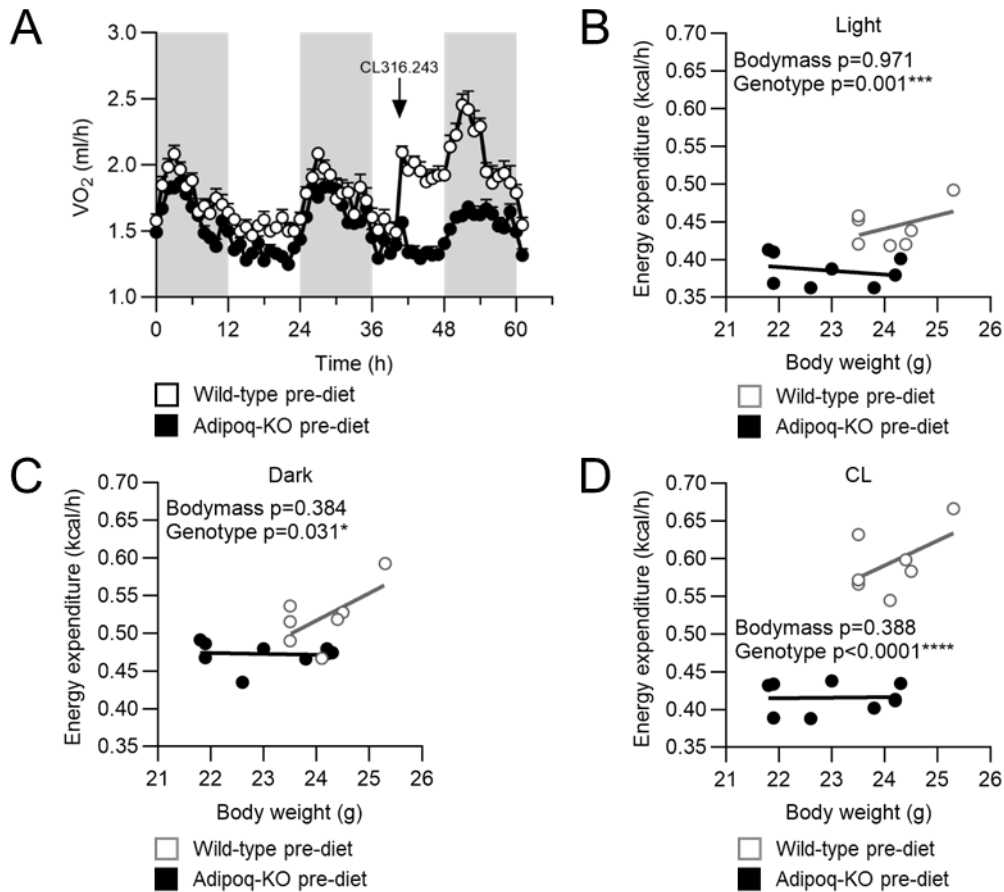 A
3.0
2.5
2.0
1.5
1.0
VO2 (ml/h)
CL316.243
0 12 24 36 48 60
Time (h)
Wild-type pre-diet
Adipoq-KO pre-diet
B
Light
Bodymass p=0.971
Genotype p=0.001***
0.70
0.65
0.60
0.55
0.50
0.45
0.40
0.35
Energy expenditure (kcal/h)
21 22 23 24 25 26
Body weight (g)
Wild-type pre-diet
Adipoq-KO pre-diet
C
Dark
Bodymass p=0.384
Genotype p=0.031*
0.70
0.65
0.60
0.55
0.50
0.45
0.40
0.35
Energy expenditure (kcal/h)
21 22 23 24 25 26
Body weight (g)
Wild-type pre-diet
Adipoq-KO pre-diet
D
CL
0.70
0.65
0.60
0.55
0.50
0.45
0.40
0.35
Energy expenditure (kcal/h)
Bodymass p=0.388
Genotype p<0.0001****
21 22 23 24 25 26
Body weight (g)
Wild-type pre-diet
Adipoq-KO pre-diet